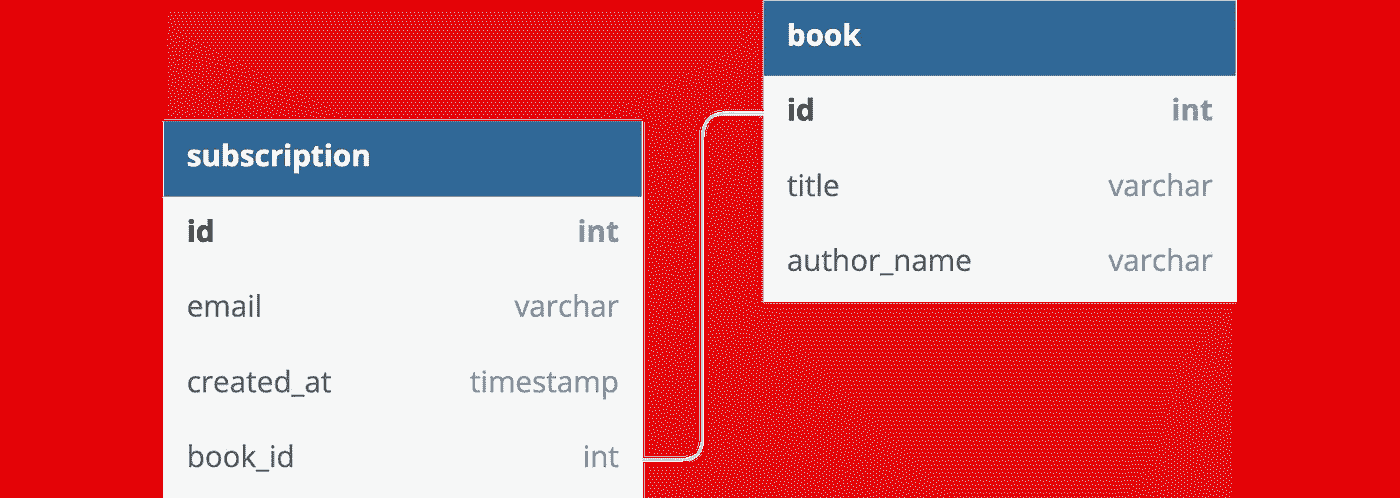 book
id int
title varchar
author_name varchar
subscription
id int
email varchar
created_at timestamp
book_id int